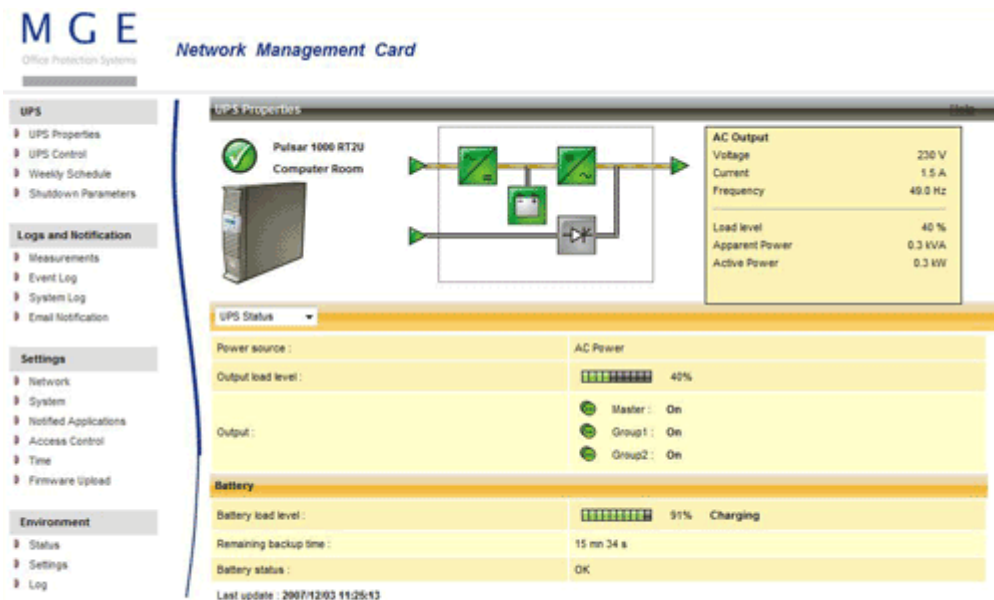 M G E
Office Protection Systems
Network Management Card
UPS
UPS Properties
UPS Control
Weekly Schedule
Shutdown Parameters
Logs and Notification
Measurements
Event Log
System Log
Email Notification
Settings
Network
System
Notified Applications
Access Control
Time
Firmware Upload
Environment
Status
Settings
Log
UPS Properties
Help
Pulsar 1000 RT2U
Computer Room
AC Output
Voltage 230 V
Current 1.5 A
Frequency 49.0 Hz
Load level 40 %
Apparent Power 0.3 kVA
Active Power 0.3 kW
UPS Status
Power source : AC Power
Output load level : 40%
Output :
Master : On
Group1 : On
Group2 : On
Battery
Battery load level : 91% Charging
Remaining backup time : 15 mn 34 s
Battery status : OK
Last update : 2007/12/03 11:25:13